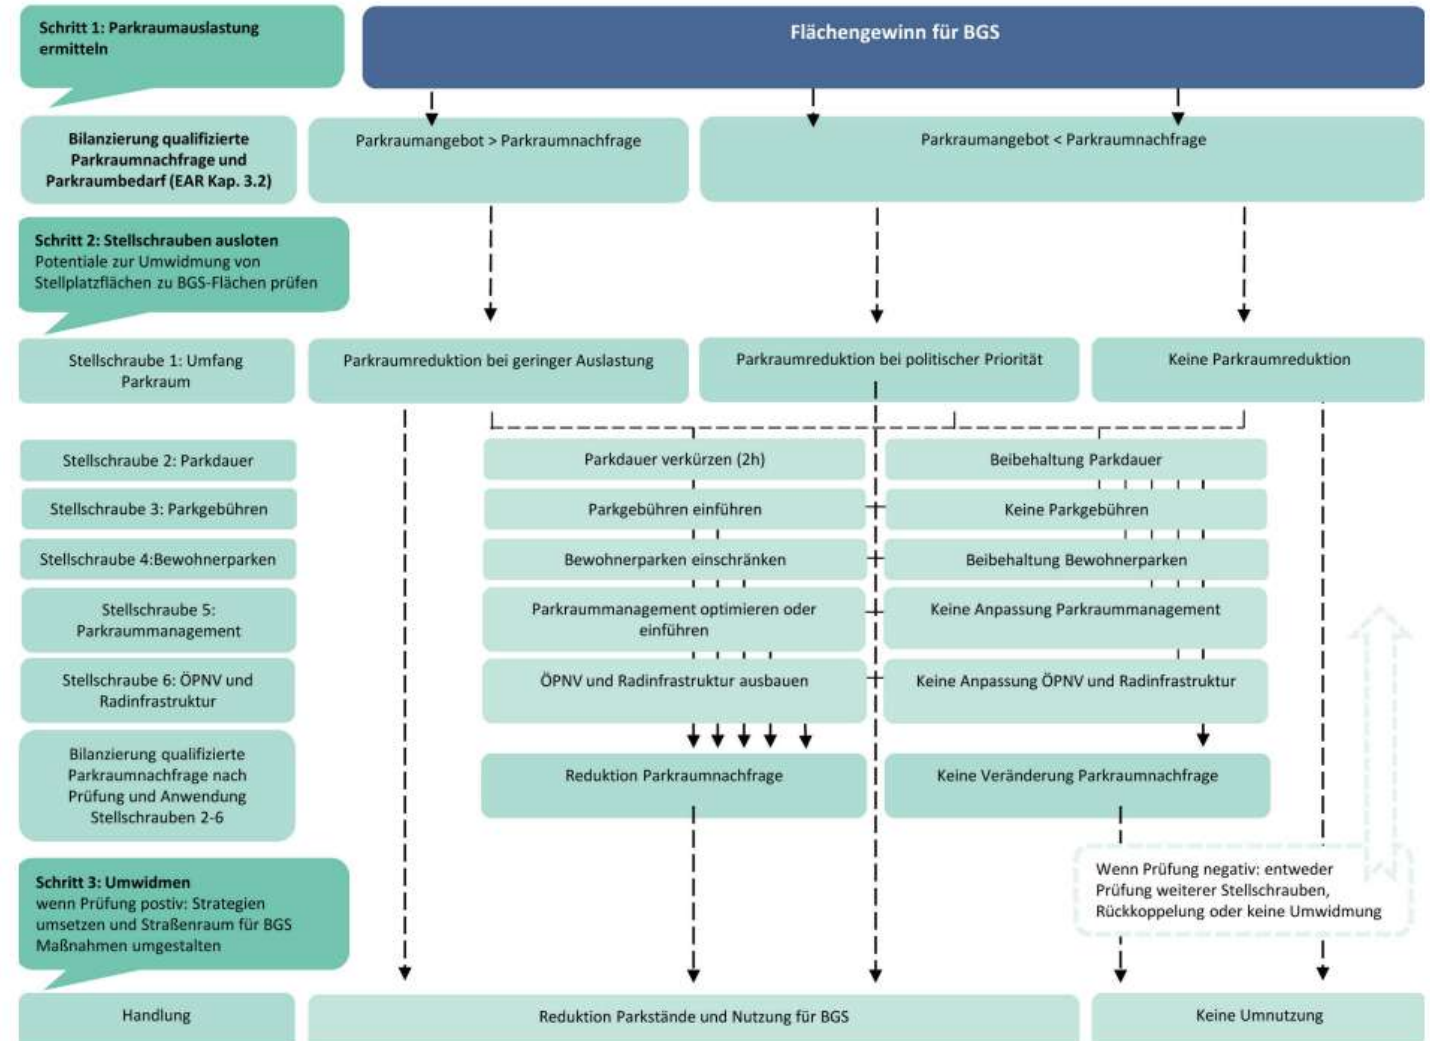 Schritt 1: Parkraumauslastung
ermitteln
Flächengewinn für BGS
Bilanzierung qualifizierte
Parkraumnachfrage und
Parkraumbedarf (EAR Kap. 3.2)
Parkraumangebot > Parkraumnachfrage
Parkraumangebot < Parkraumnachfrage
Schritt 2: Stellschrauben ausloten
Potentiale zur Umwidmung von
Stellplatzflächen zu BGS-Flächen prüfen
Stellschraube 1: Umfang
Parkraum
Parkraumreduktion bei geringer Auslastung
Parkraumreduktion bei politischer Priorität
Keine Parkraumreduktion
Stellschraube 2: Parkdauer
Parkdauer verkürzen (2h)
Beibehaltung Parkdauer
Stellschraube 3: Parkgebühren
Parkgebühren einführen
Keine Parkgebühren
Stellschraube 4:Bewohnerparken
Bewohnerparken einschränken
Beibehaltung Bewohnerparken
Stellschraube 5:
Parkraummanagement
Parkraummanagement optimieren oder
einführen
Keine Anpassung Parkraummanagement
Stellschraube 6: ÖPNV und
Radinfrastruktur
ÖPNV und Radinfrastruktur ausbauen
Keine Anpassung ÖPNV und Radinfrastruktur
Bilanzierung qualifizierte
Parkraumnachfrage nach
Prüfung und Anwendung
Stellschrauben 2-6
Reduktion Parkraumnachfrage
Keine Veränderung Parkraumnachfrage
Wenn Prüfung negativ: entweder
Prüfung weiterer Stellschrauben,
Rückkoppelung oder keine Umwidmung
Schritt 3: Umwidmen
wenn Prüfung postiv: Strategien
umsetzen und Straßenraum für BGS
Maßnahmen umgestalten
Handlung
Reduktion Parkstände und Nutzung für BGS
Keine Umnutzung